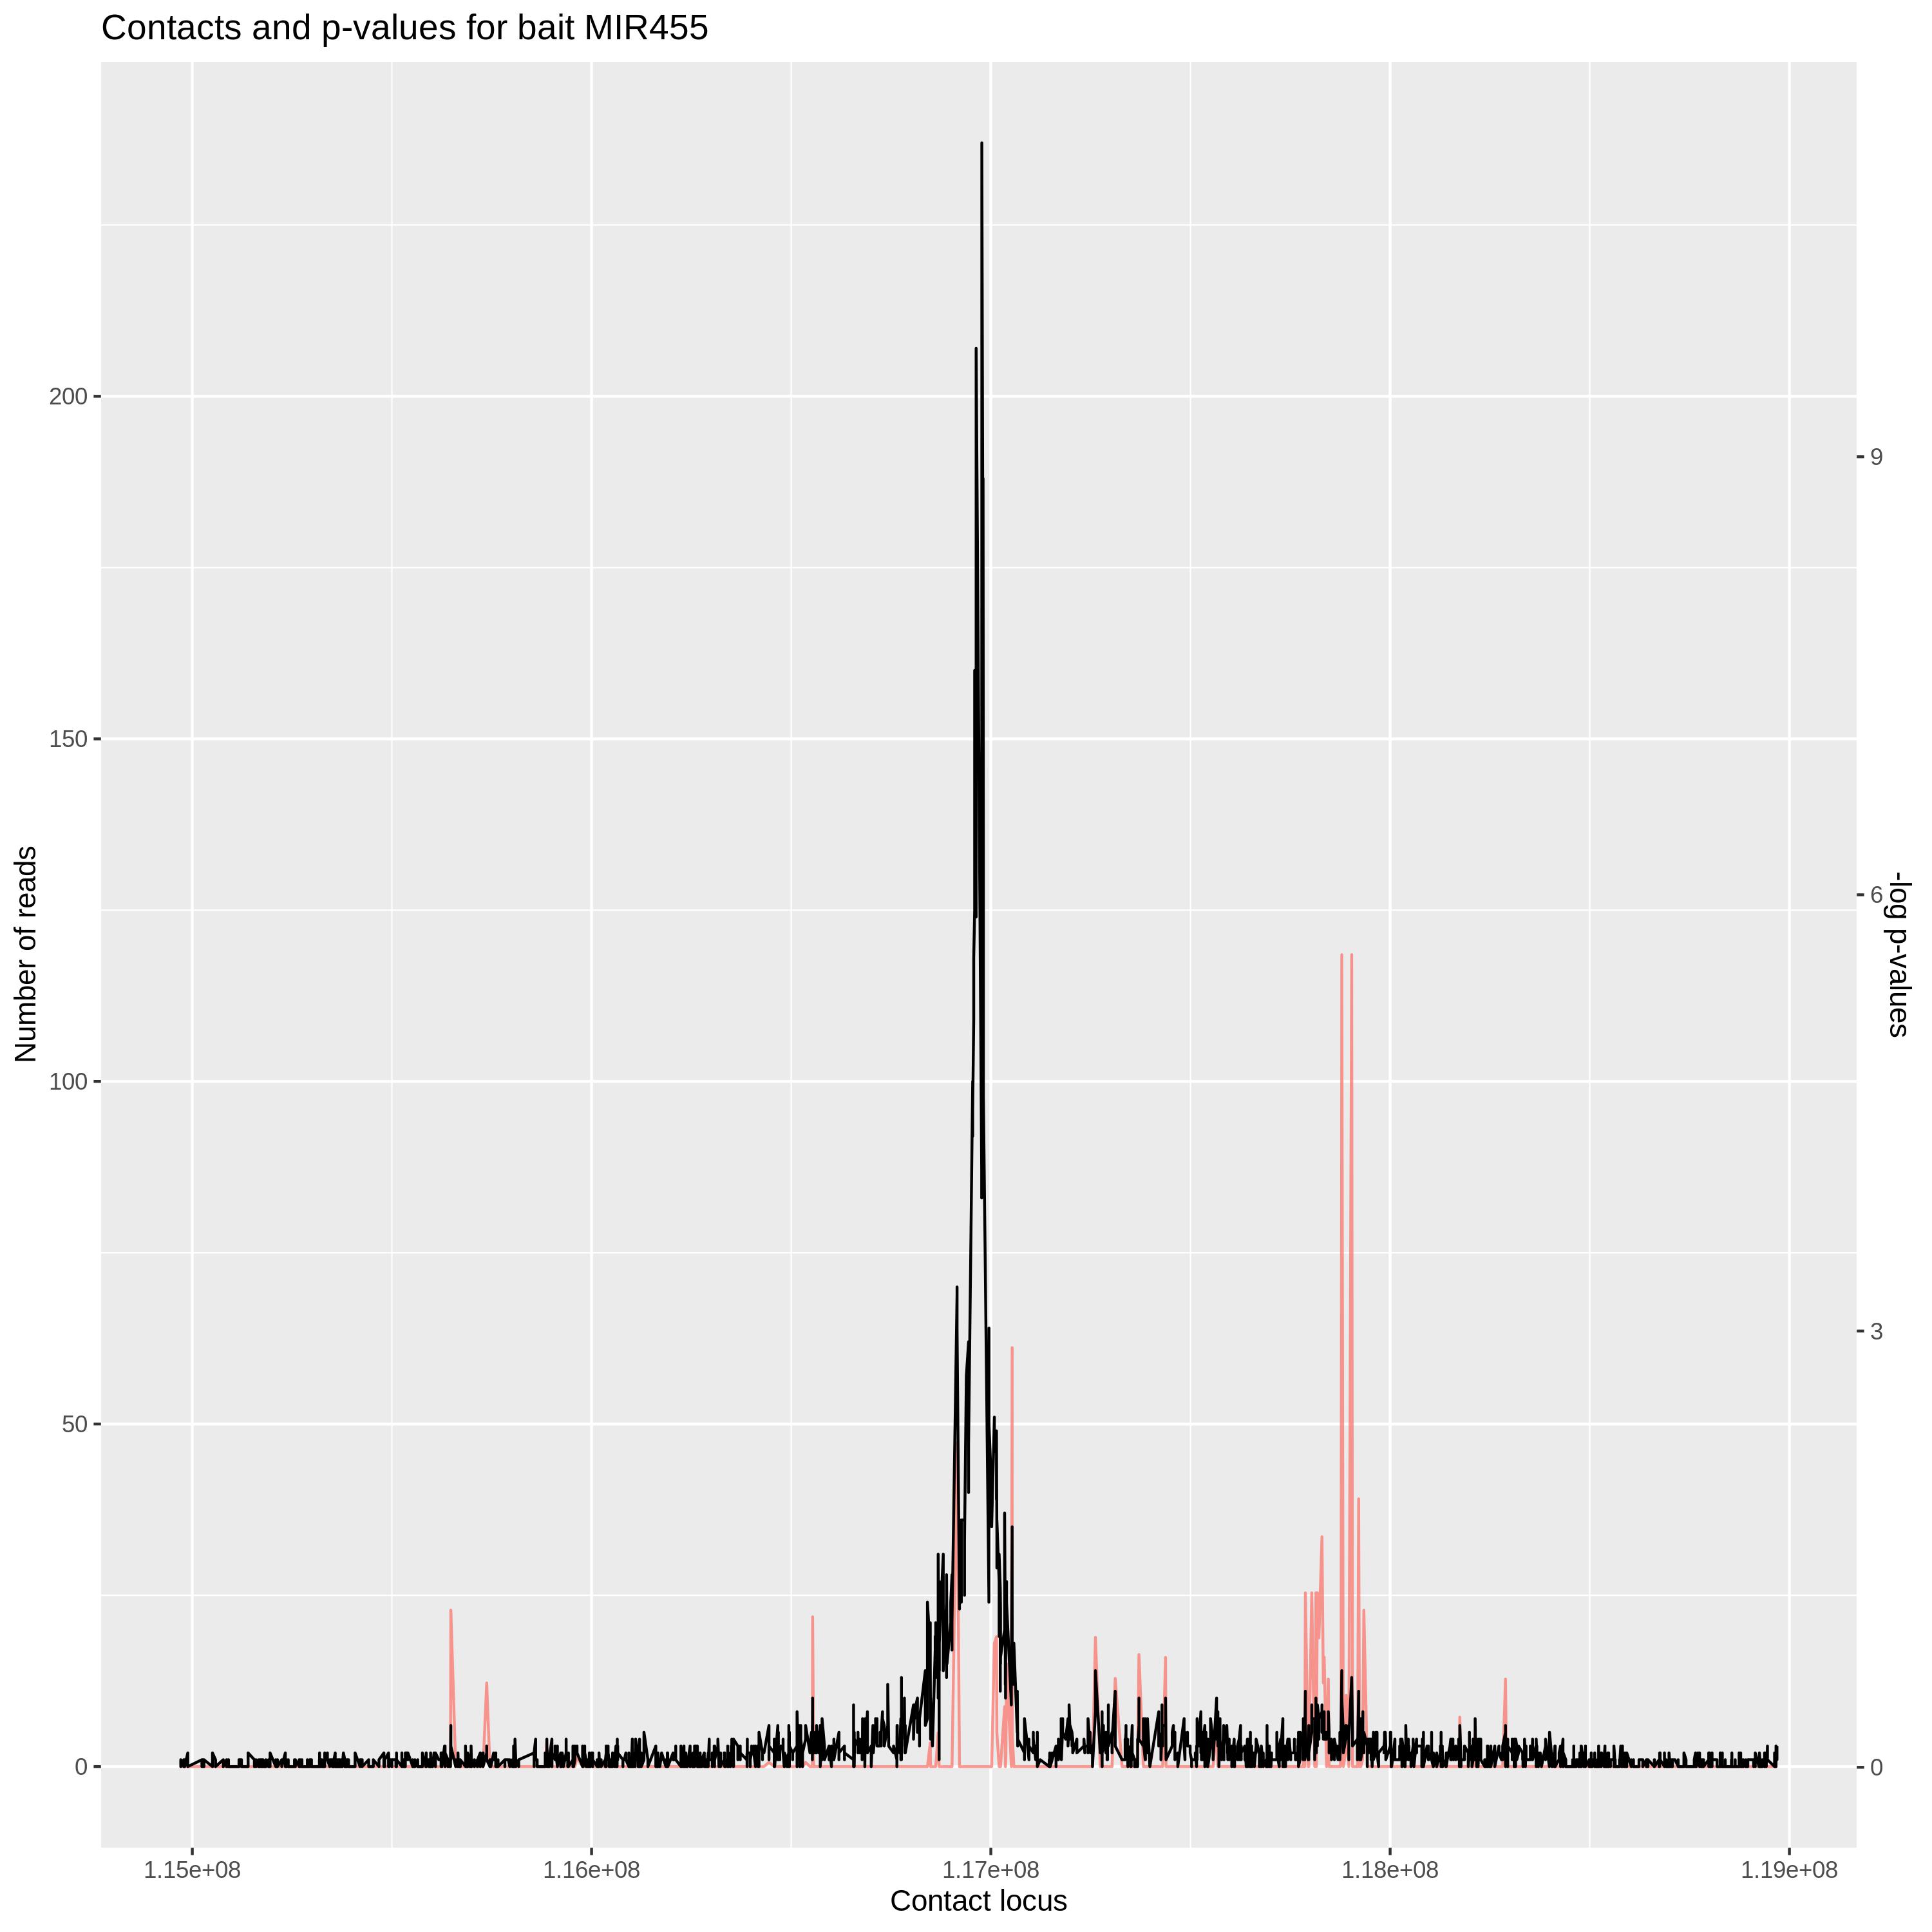 Contacts and p-values for bait MIR455
Number of reads
200
150
100
50
0
9
6
3
0
-log p-values
1.15e+08
1.16e+08
1.17e+08
1.18e+08
1.19e+08
Contact locus